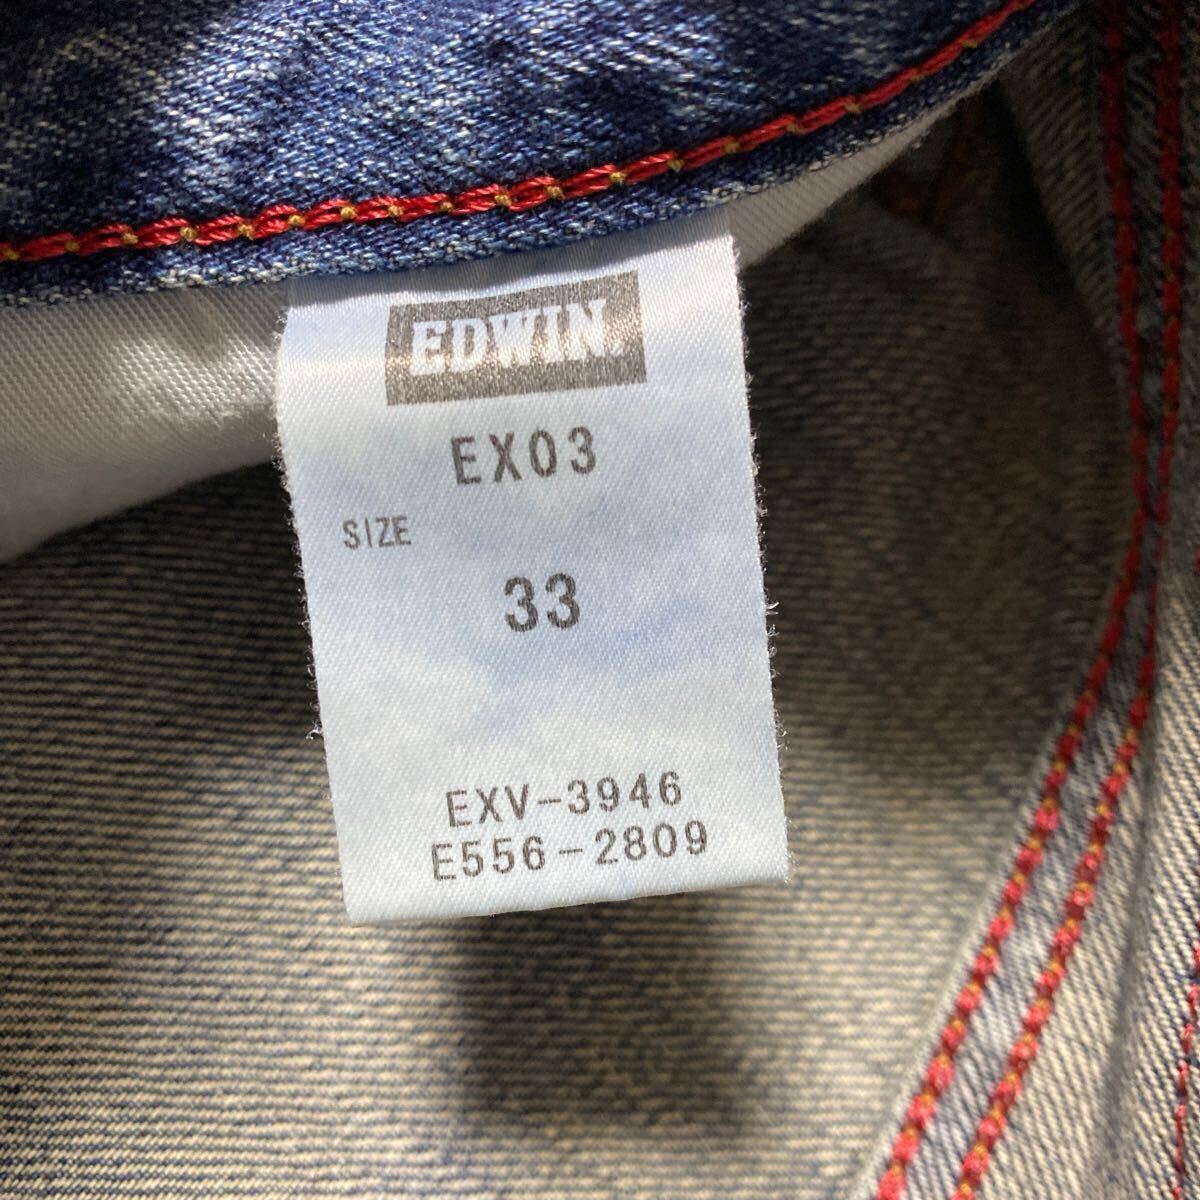 EDWIN.
EX03
SIZE
33
EXV-3946
E556-2809